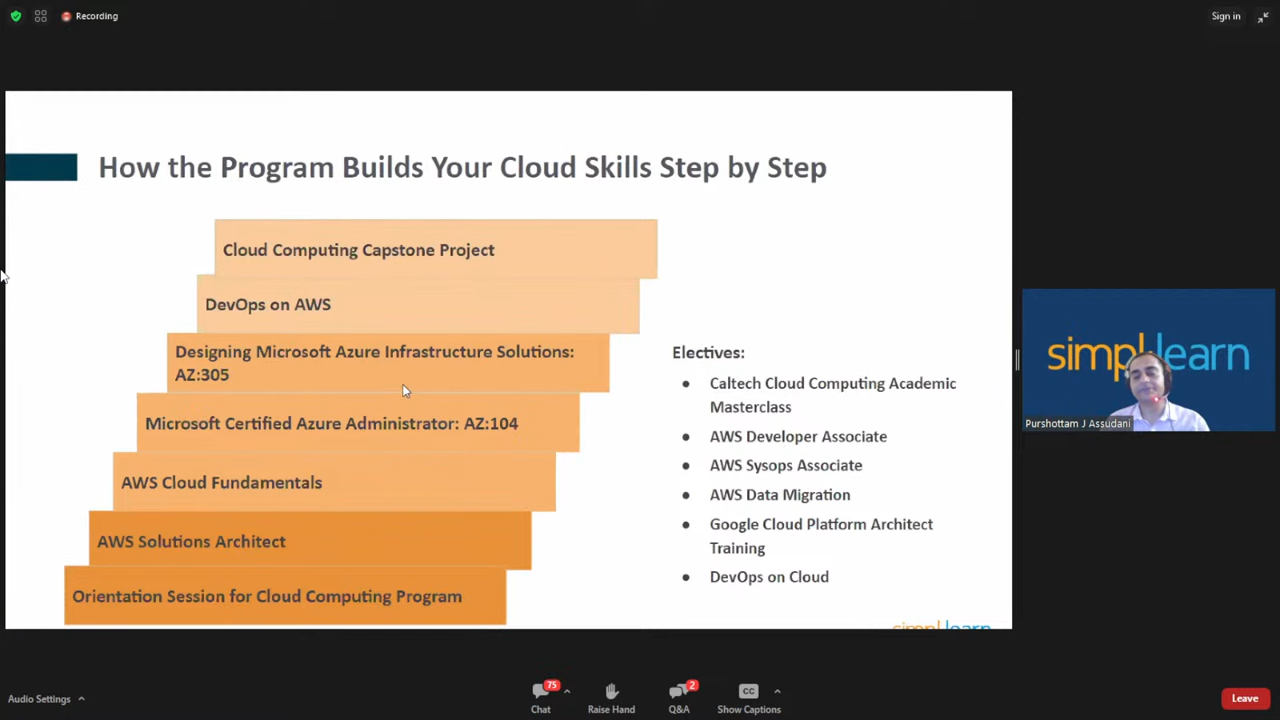 Recording
Sign in
How the Program Builds Your Cloud Skills Step by Step
Cloud Computing Capstone Project
DevOps on AWS
Designing Microsoft Azure Infrastructure Solutions:
AZ:305
Microsoft Certified Azure Administrator: AZ:104
AWS Cloud Fundamentals
AWS Solutions Architect
Orientation Session for Cloud Computing Program
Electives:
Caltech Cloud Computing Academic
Masterclass
AWS Developer Associate
AWS Sysops Associate
AWS Data Migration
Google Cloud Platform Architect
Training
DevOps on Cloud
simplilearn
simplilearn
Purshottam J Assudani
Audio Settings
75
Chat
Raise Hand
2
Q&A
CC
Show Captions
Leave